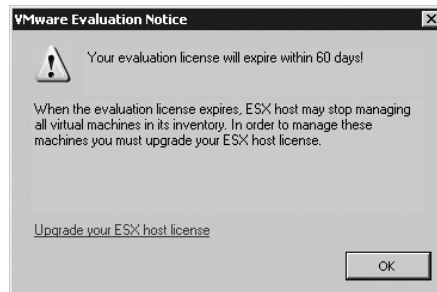 VMware Evaluation Notice
Your evaluation license will expire within 60 days!
When the evaluation license expires, ESX host may stop managing
all virtual machines in its inventory. In order to manage these
machines you must upgrade your ESX host license.
Upgrade your ESX host license
OK